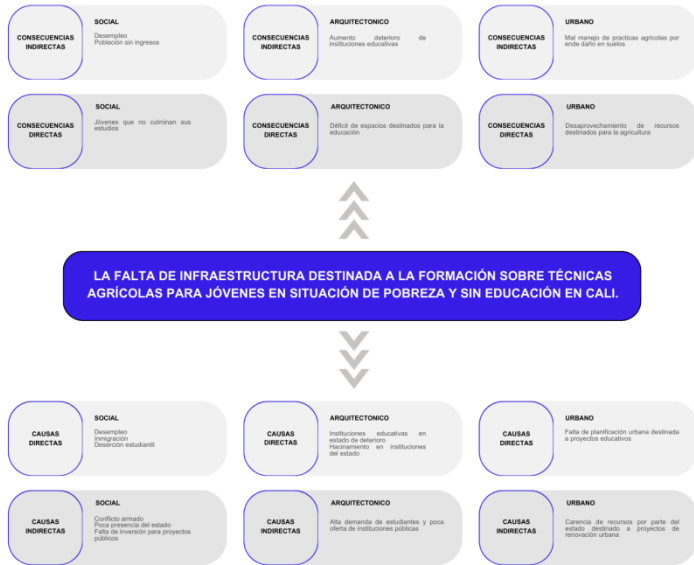 CONSECUENCIAS
INDIRECTAS
SOCIAL
Desempleo
Población sin ingresos
CONSECUENCIAS
INDIRECTAS
ARQUITECTONICO
Aumento deterioro de
instituciones educativas
CONSECUENCIAS
INDIRECTAS
URBANO
Mal manejo de practicas agrícolas por
ende daño en suelos
CONSECUENCIAS
DIRECTAS
SOCIAL
Jóvenes que no culminan sus
estudios
CONSECUENCIAS
DIRECTAS
ARQUITECTONICO
Déficit de espacios destinados para la
educación
CONSECUENCIAS
DIRECTAS
URBANO
Desaprovechamiento de recursos
destinados para la agricultura
LA FALTA DE INFRAESTRUCTURA DESTINADA A LA FORMACIÓN SOBRE TÉCNICAS
AGRÍCOLAS PARA JÓVENES EN SITUACIÓN DE POBREZA Y SIN EDUCACIÓN EN CALI.
CAUSAS
DIRECTAS
SOCIAL
Desempleo
Inmigración
Deserción estudiantil
CAUSAS
DIRECTAS
ARQUITECTONICO
Instituciones educativas en
estado de deterioro
Hacinamiento en instituciones
del estado
CAUSAS
DIRECTAS
URBANO
Falta de planificación urbana destinada
a proyectos educativos
CAUSAS
INDIRECTAS
SOCIAL
Conflicto armado
Poca presencia del estado
Falta de inversión para proyectos
públicos
CAUSAS
INDIRECTAS
ARQUITECTONICO
Alta demanda de estudiantes y poca
oferta de instituciones públicas
CAUSAS
INDIRECTAS
URBANO
Carencia de recursos por parte del
estado destinado a proyectos de
renovación urbana